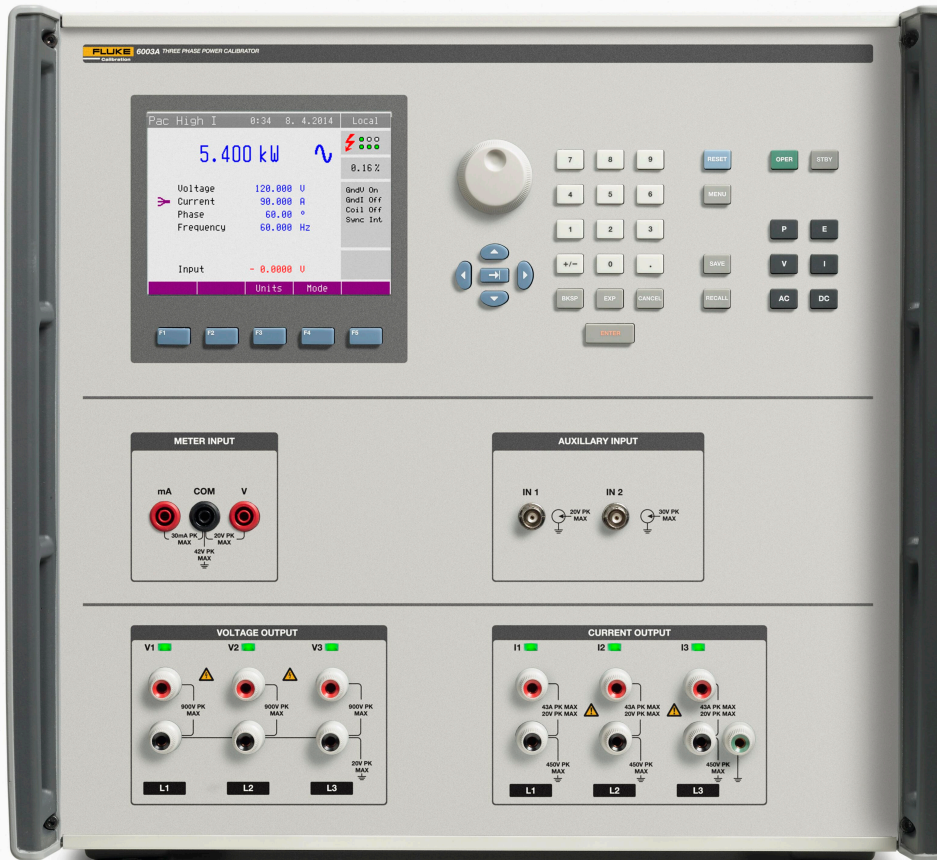 FLUKE 6003A THREE PHASE POWER CALIBRATOR
Calibration
Pac High I 0:34 8. 4.2014 Local
5.400 kW
0.16%
Voltage 120.000 V
Current 90.000 A
Phase 60.00 °
Frequency 60.000 Hz
GndU On
GndI Off
Coil Off
Sync Int
Input - 0.0000 V
Units Mode
F1 F2 F3 F4 F5
7 8 9 RESET OPER STBY
4 5 6 MENU
1 2 3 P E
+/− 0 . SAVE V I
BKSP EXP CANCEL RECALL AC DC
ENTER
METER INPUT
mA COM V
30mA PK MAX
20V PK MAX
42V PK MAX
AUXILLARY INPUT
IN 1 IN 2
20V PK MAX
30V PK MAX
VOLTAGE OUTPUT
V1 V2 V3
900V PK MAX
900V PK MAX
900V PK MAX
20V PK MAX
L1 L2 L3
CURRENT OUTPUT
I1 I2 I3
43A PK MAX 20V PK MAX
43A PK MAX 20V PK MAX
43A PK MAX 20V PK MAX
450V PK MAX
450V PK MAX
450V PK MAX
L1 L2 L3